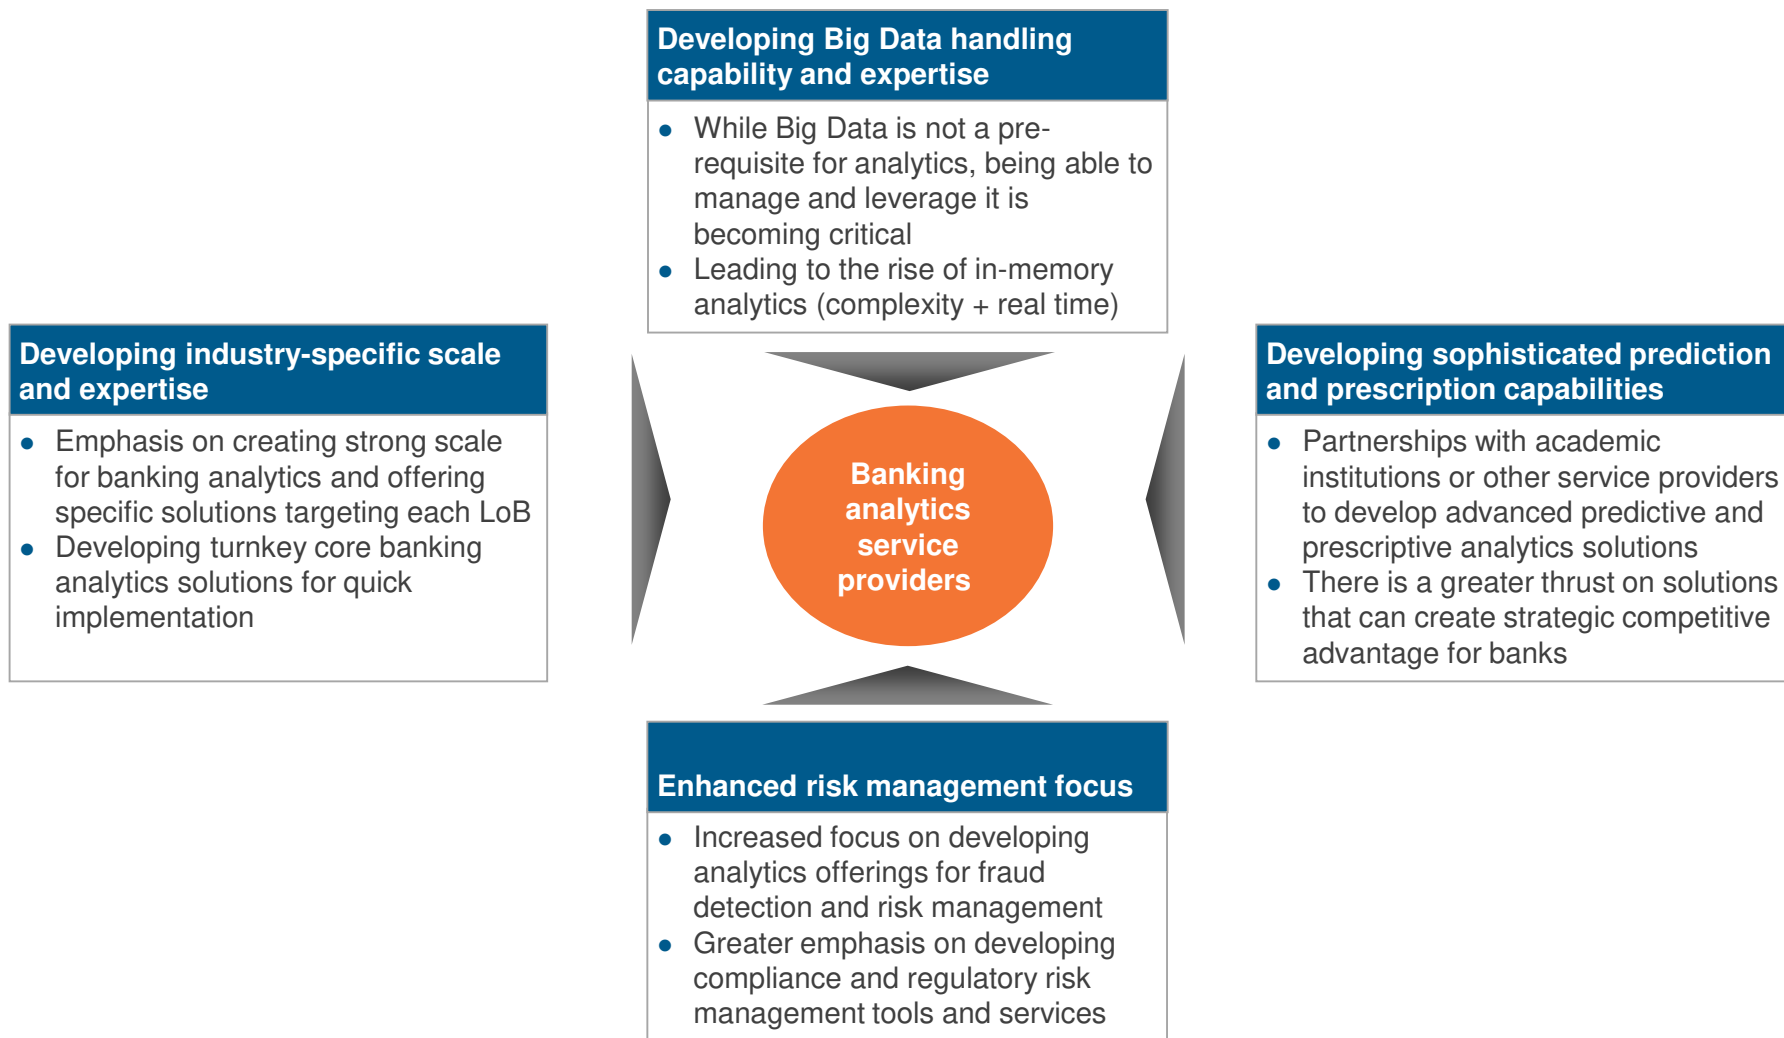 Developing Big Data handling
capability and expertise
● While Big Data is not a pre-
requisite for analytics, being able to
manage and leverage it is
becoming critical
● Leading to the rise of in-memory
analytics (complexity + real time)
Developing industry-specific scale
and expertise
● Emphasis on creating strong scale
for banking analytics and offering
specific solutions targeting each LoB
● Developing turnkey core banking
analytics solutions for quick
implementation
Banking
analytics
service
providers
Developing sophisticated prediction
and prescription capabilities
● Partnerships with academic
institutions or other service providers
to develop advanced predictive and
prescriptive analytics solutions
● There is a greater thrust on solutions
that can create strategic competitive
advantage for banks
Enhanced risk management focus
● Increased focus on developing
analytics offerings for fraud
detection and risk management
● Greater emphasis on developing
compliance and regulatory risk
management tools and services